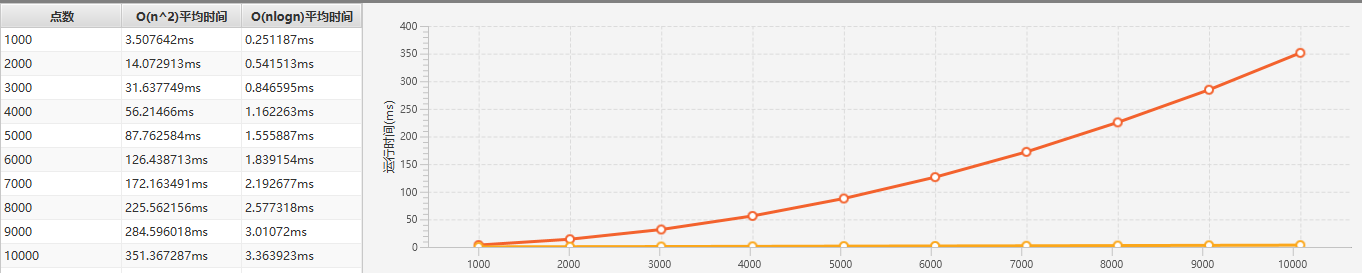 点数 O(n^2)平均时间 O(nlogn)平均时间
1000 3.507642ms 0.251187ms
2000 14.072913ms 0.541513ms
3000 31.637749ms 0.846595ms
4000 56.21466ms 1.162263ms
5000 87.762584ms 1.555887ms
6000 126.438713ms 1.839154ms
7000 172.163491ms 2.192677ms
8000 225.562156ms 2.577318ms
9000 284.596018ms 3.01072ms
10000 351.367287ms 3.363923ms
运行时间(ms)
400
350
300
250
200
150
100
50
0
1000 2000 3000 4000 5000 6000 7000 8000 9000 10000